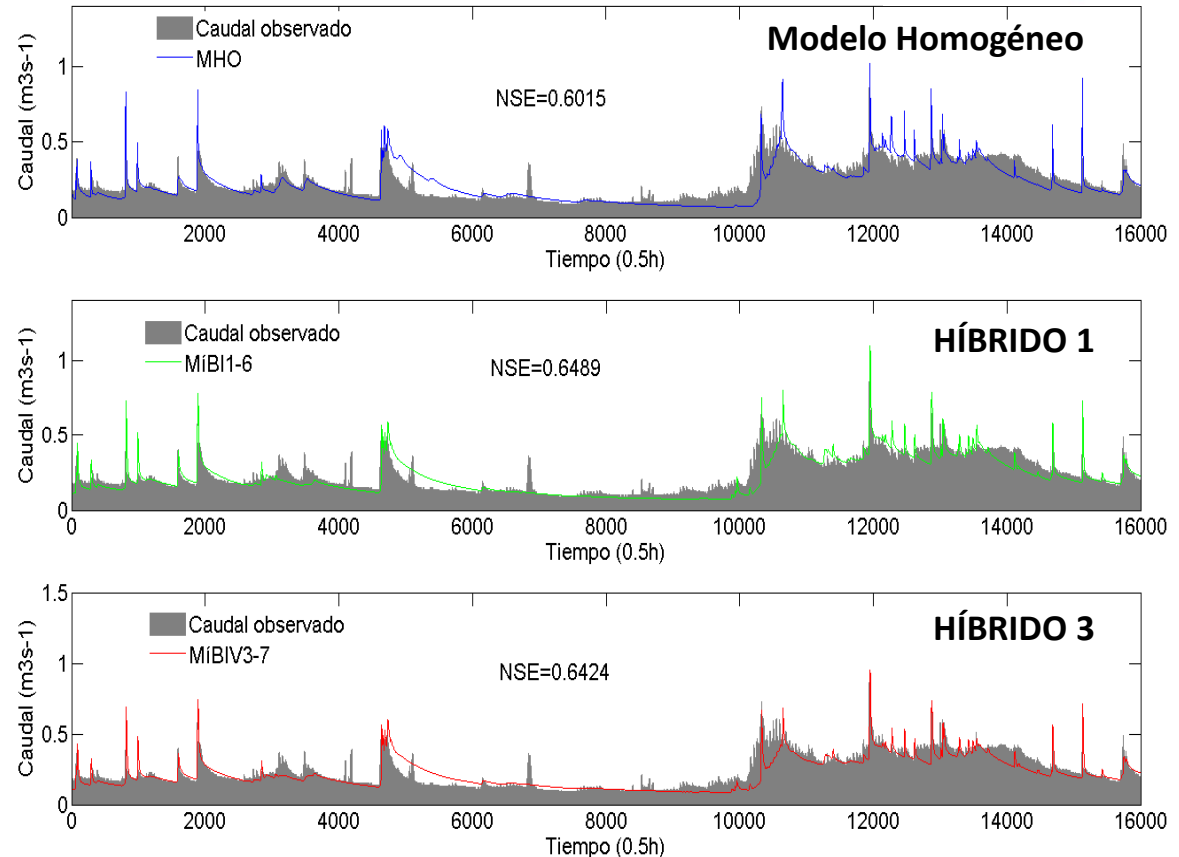 Modelo Homogéneo
Caudal observado
MHO
NSE=0.6015
Caudal (m3s-1)
1
0.5
0
0 2000 4000 6000 8000 10000 12000 14000 16000
Tiempo (0.5h)
HÍBRIDO 1
Caudal observado
MíBI1-6
NSE=0.6489
Caudal (m3s-1)
1
0.5
0
0 2000 4000 6000 8000 10000 12000 14000 16000
Tiempo (0.5h)
HÍBRIDO 3
Caudal observado
MíBIV3-7
NSE=0.6424
Caudal (m3s-1)
1.5
1
0.5
0
0 2000 4000 6000 8000 10000 12000 14000 16000
Tiempo (0.5h)